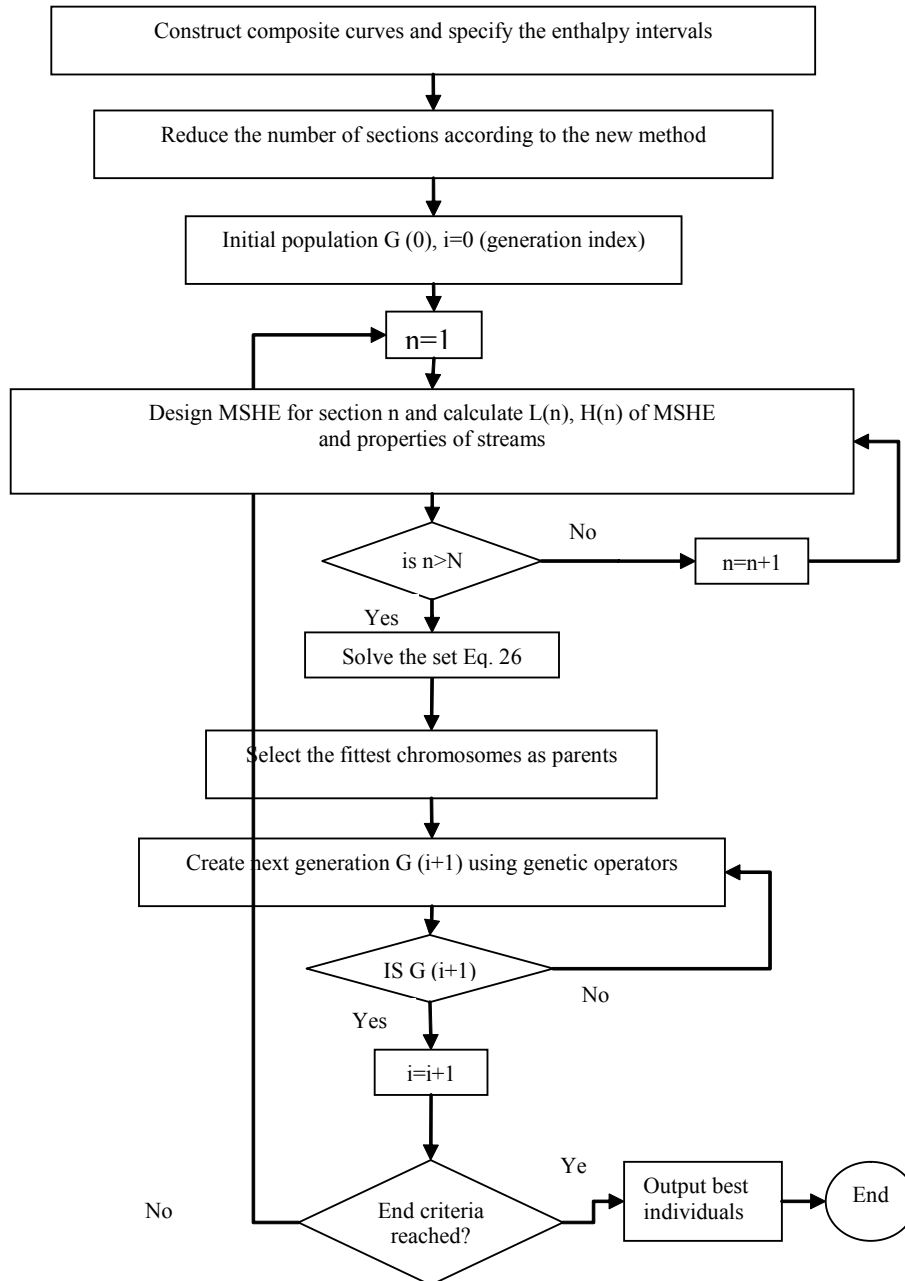 Construct composite curves and specify the enthalpy intervals
Reduce the number of sections according to the new method
Initial population G (0), i=0 (generation index)
n=1
Design MSHE for section n and calculate L(n), H(n) of MSHE
and properties of streams
is n>N
No
n=n+1
Yes
Solve the set Eq. 26
Select the fittest chromosomes as parents
Create next generation G (i+1) using genetic operators
IS G (i+1)
No
Yes
i=i+1
End criteria
reached?
No
Ye
Output best
individuals
End